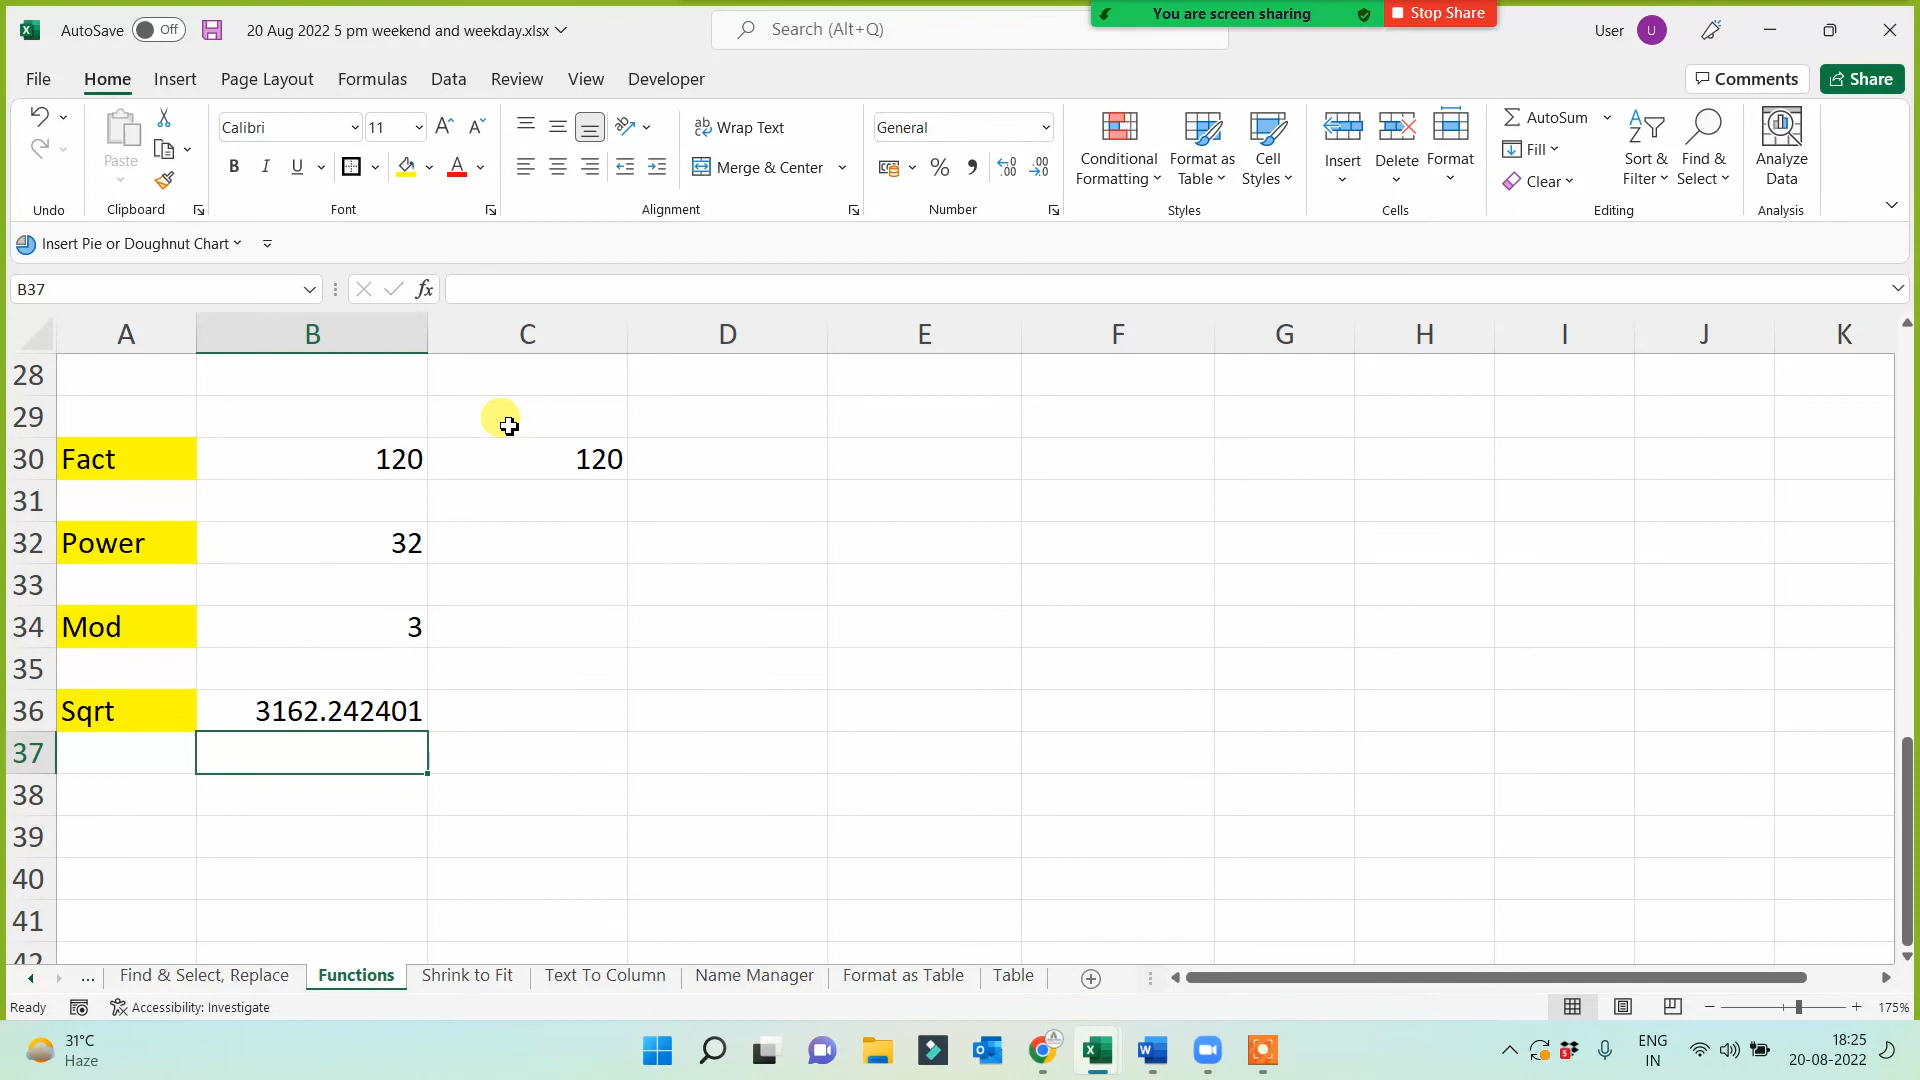 You are screen sharing
Stop Share
AutoSave Off
20 Aug 2022 5 pm weekend and weekday.xlsx
Search (Alt+Q)
User U
File Home Insert Page Layout Formulas Data Review View Developer
Comments Share
Paste
Calibri 11
B I U
Wrap Text
Merge & Center
General
Conditional Formatting
Format as Table
Cell Styles
Insert Delete Format
AutoSum
Fill
Clear
Sort & Filter
Find & Select
Analyze Data
Undo Clipboard Font Alignment Number Styles Cells Editing Analysis
Insert Pie or Doughnut Chart
B37 fx
A B C D E F G H I J K
28
29
30 Fact 120 120
31
32 Power 32
33
34 Mod 3
35
36 Sqrt 3162.242401
37
38
39
40
41
42
... Find & Select, Replace Functions Shrink to Fit Text To Column Name Manager Format as Table Table
Ready Accessibility: Investigate 175%
31°C
Haze
ENG
IN
18:25
20-08-2022